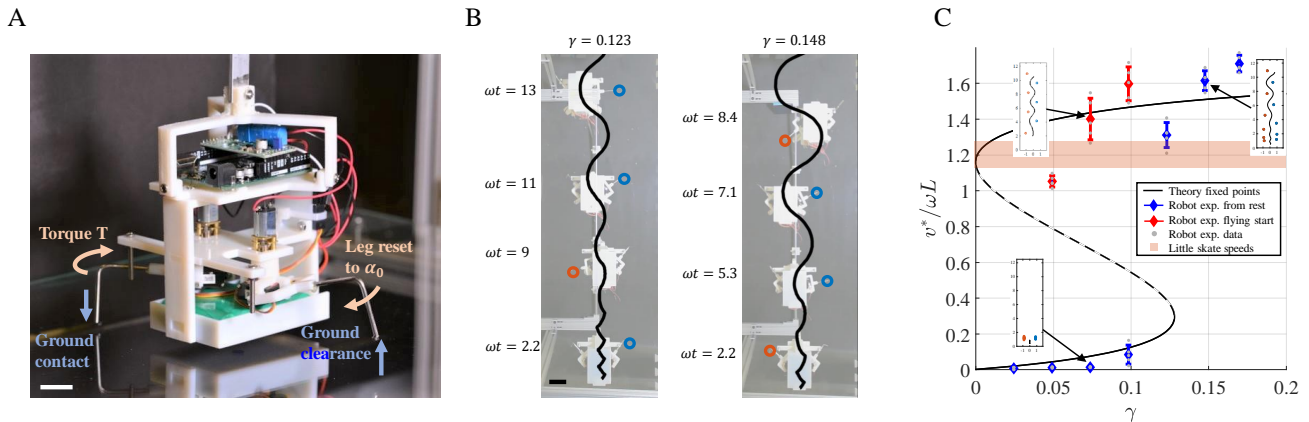 A
Torque T
Leg reset
to α₀
Ground
contact
Ground
clearance
B
γ = 0.123
γ = 0.148
ωt = 13
ωt = 11
ωt = 9
ωt = 2.2
ωt = 8.4
ωt = 7.1
ωt = 5.3
ωt = 2.2
C
v*/ωL
1.6
1.4
1.2
1
0.8
0.6
0.4
0.2
0
0
0.05
0.1
0.15
0.2
γ
Theory fixed points
Robot exp. from rest
Robot exp. flying start
Robot exp. data
Little skate speeds